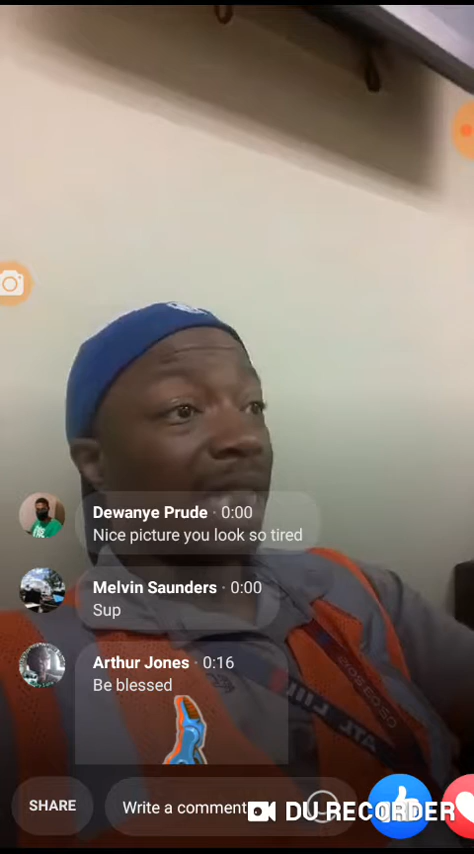 Dewanye Prude · 0:00
Nice picture you look so tired
Melvin Saunders · 0:00
Sup
Arthur Jones · 0:16
Be blessed
SHARE
Write a comment
DU RECORDER